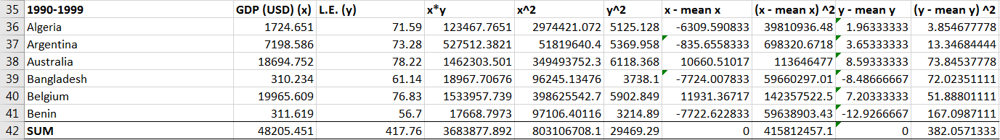 35 1990-1999 GDP (USD) (x) L.E. (y) x*y x^2 y^2 x - mean x (x - mean x) ^2 y - mean y (y - mean y) ^2
36 Algeria 1724.651 71.59 123467.7651 2974421.072 5125.128 -6309.590833 39810936.48 1.96333333 3.854677778
37 Argentina 7198.586 73.28 527512.3821 51819640.4 5369.958 -835.6558333 698320.6718 3.65333333 13.34684444
38 Australia 18694.752 78.22 1462303.501 349493752.3 6118.368 10660.51017 113646477 8.59333333 73.84537778
39 Bangladesh 310.234 61.14 18967.70676 96245.13476 3738.1 -7724.007833 59660297.01 -8.48666667 72.02351111
40 Belgium 19965.609 76.83 1533957.739 398625542.7 5902.849 11931.36717 142357522.5 7.20333333 51.88801111
41 Benin 311.619 56.7 17668.7973 97106.40116 3214.89 -7722.622833 59638903.43 -12.9266667 167.0987111
42 SUM 48205.451 417.76 3683877.892 803106708.1 29469.29 0 415812457.1 0 382.0571333